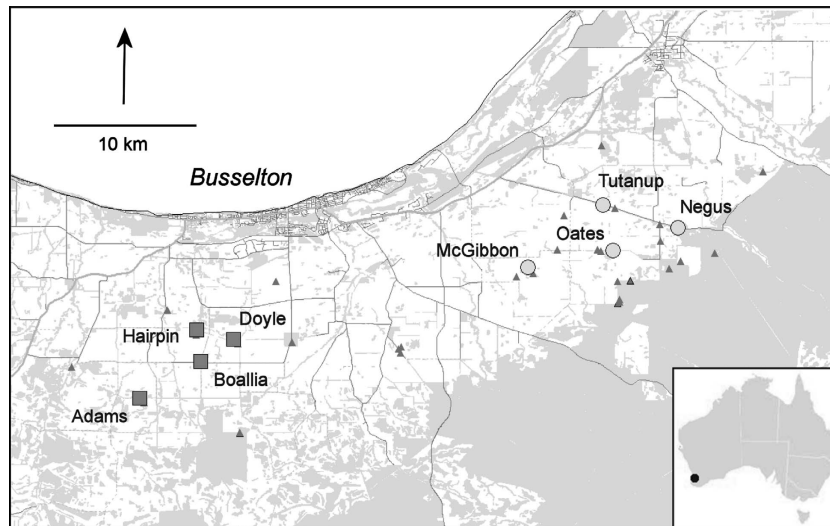 10 km
Busselton
Tutanup
Negus
Oates
McGibbon
Doyle
Hairpin
Boallia
Adams